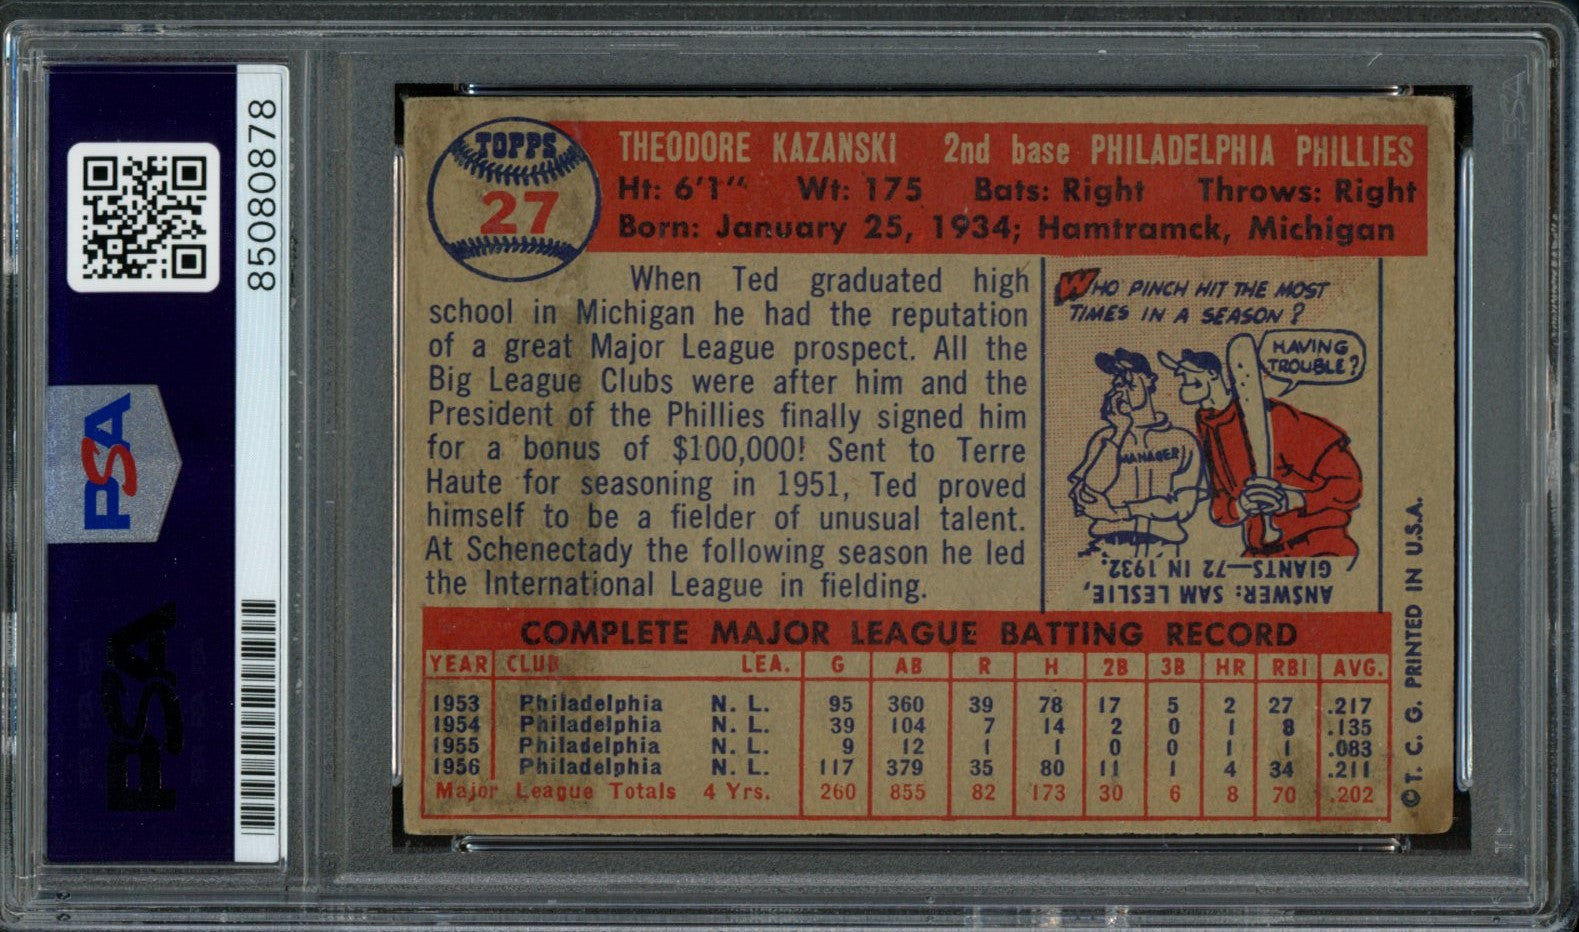 85080878
PSA
PSA
TOPPS
27
THEODORE KAZANSKI 2nd base PHILADELPHIA PHILLIES
Ht: 6'1" Wt: 175 Bats: Right Throws: Right
Born: January 25, 1934; Hamtramck, Michigan
When Ted graduated high
school in Michigan he had the reputation
of a great Major League prospect. All the
Big League Clubs were after him and the
President of the Phillies finally signed him
for a bonus of $100,000! Sent to Terre
Haute for seasoning in 1951, Ted proved
himself to be a fielder of unusual talent.
At Schenectady the following season he led
the International League in fielding.
WHO PINCH HIT THE MOST
TIMES IN A SEASON?
HAVING
TROUBLE?
MANAGER
ANSWER: SAM LESLIE,
GIANTS—72 IN 1932.
COMPLETE MAJOR LEAGUE BATTING RECORD
YEAR CLUB LEA. G AB R H 2B 3B HR RBI AVG.
1953 Philadelphia N. L. 95 360 39 78 17 5 2 27 .217
1954 Philadelphia N. L. 39 104 7 14 2 0 1 8 .135
1955 Philadelphia N. L. 9 12 1 1 0 0 1 1 .083
1956 Philadelphia N. L. 117 379 35 80 11 1 4 34 .211
Major League Totals 4 Yrs. 260 855 82 173 30 6 8 70 .202
© T. C. G. PRINTED IN U.S.A.